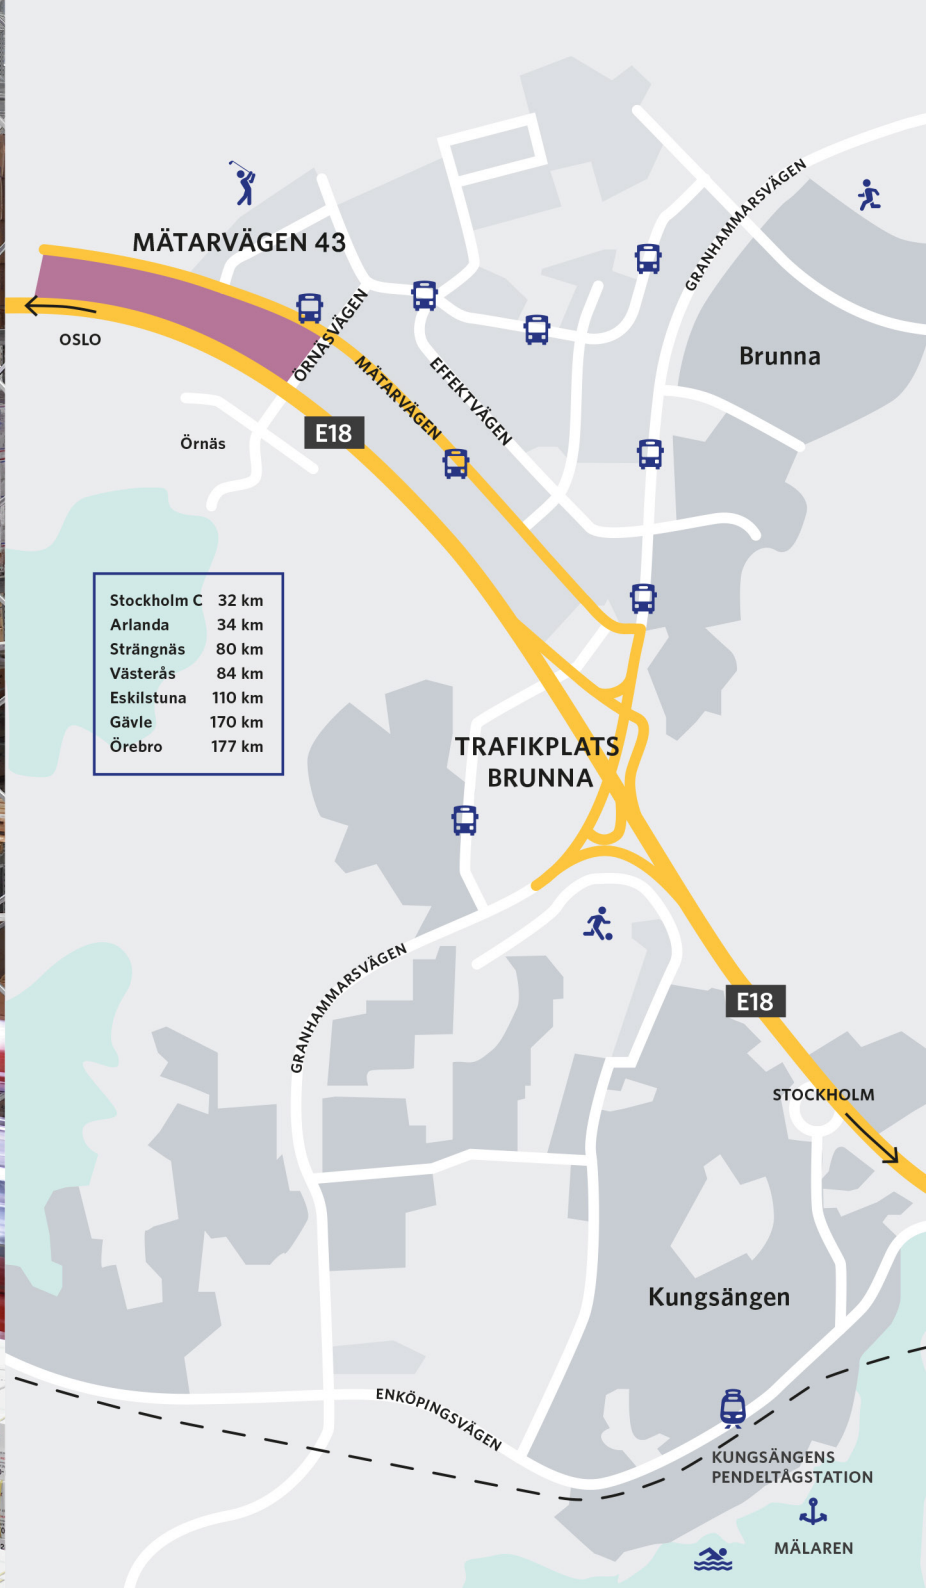 GRANHAMMARSVÄGEN
MÄTARVÄGEN 43
OSLO
ÖRNÄSVÄGEN
MÄTARVÄGEN
EFFEKTVÄGEN
Brunna
Örnäs
E18
Stockholm C 32 km
Arlanda 34 km
Strängnäs 80 km
Västerås 84 km
Eskilstuna 110 km
Gävle 170 km
Örebro 177 km
TRAFIKPLATS
BRUNNA
GRANHAMMARSVÄGEN
E18
STOCKHOLM
Kungsängen
ENKÖPINGSVÄGEN
KUNGSÄNGENS
PENDELTÅGSTATION
MÄLAREN